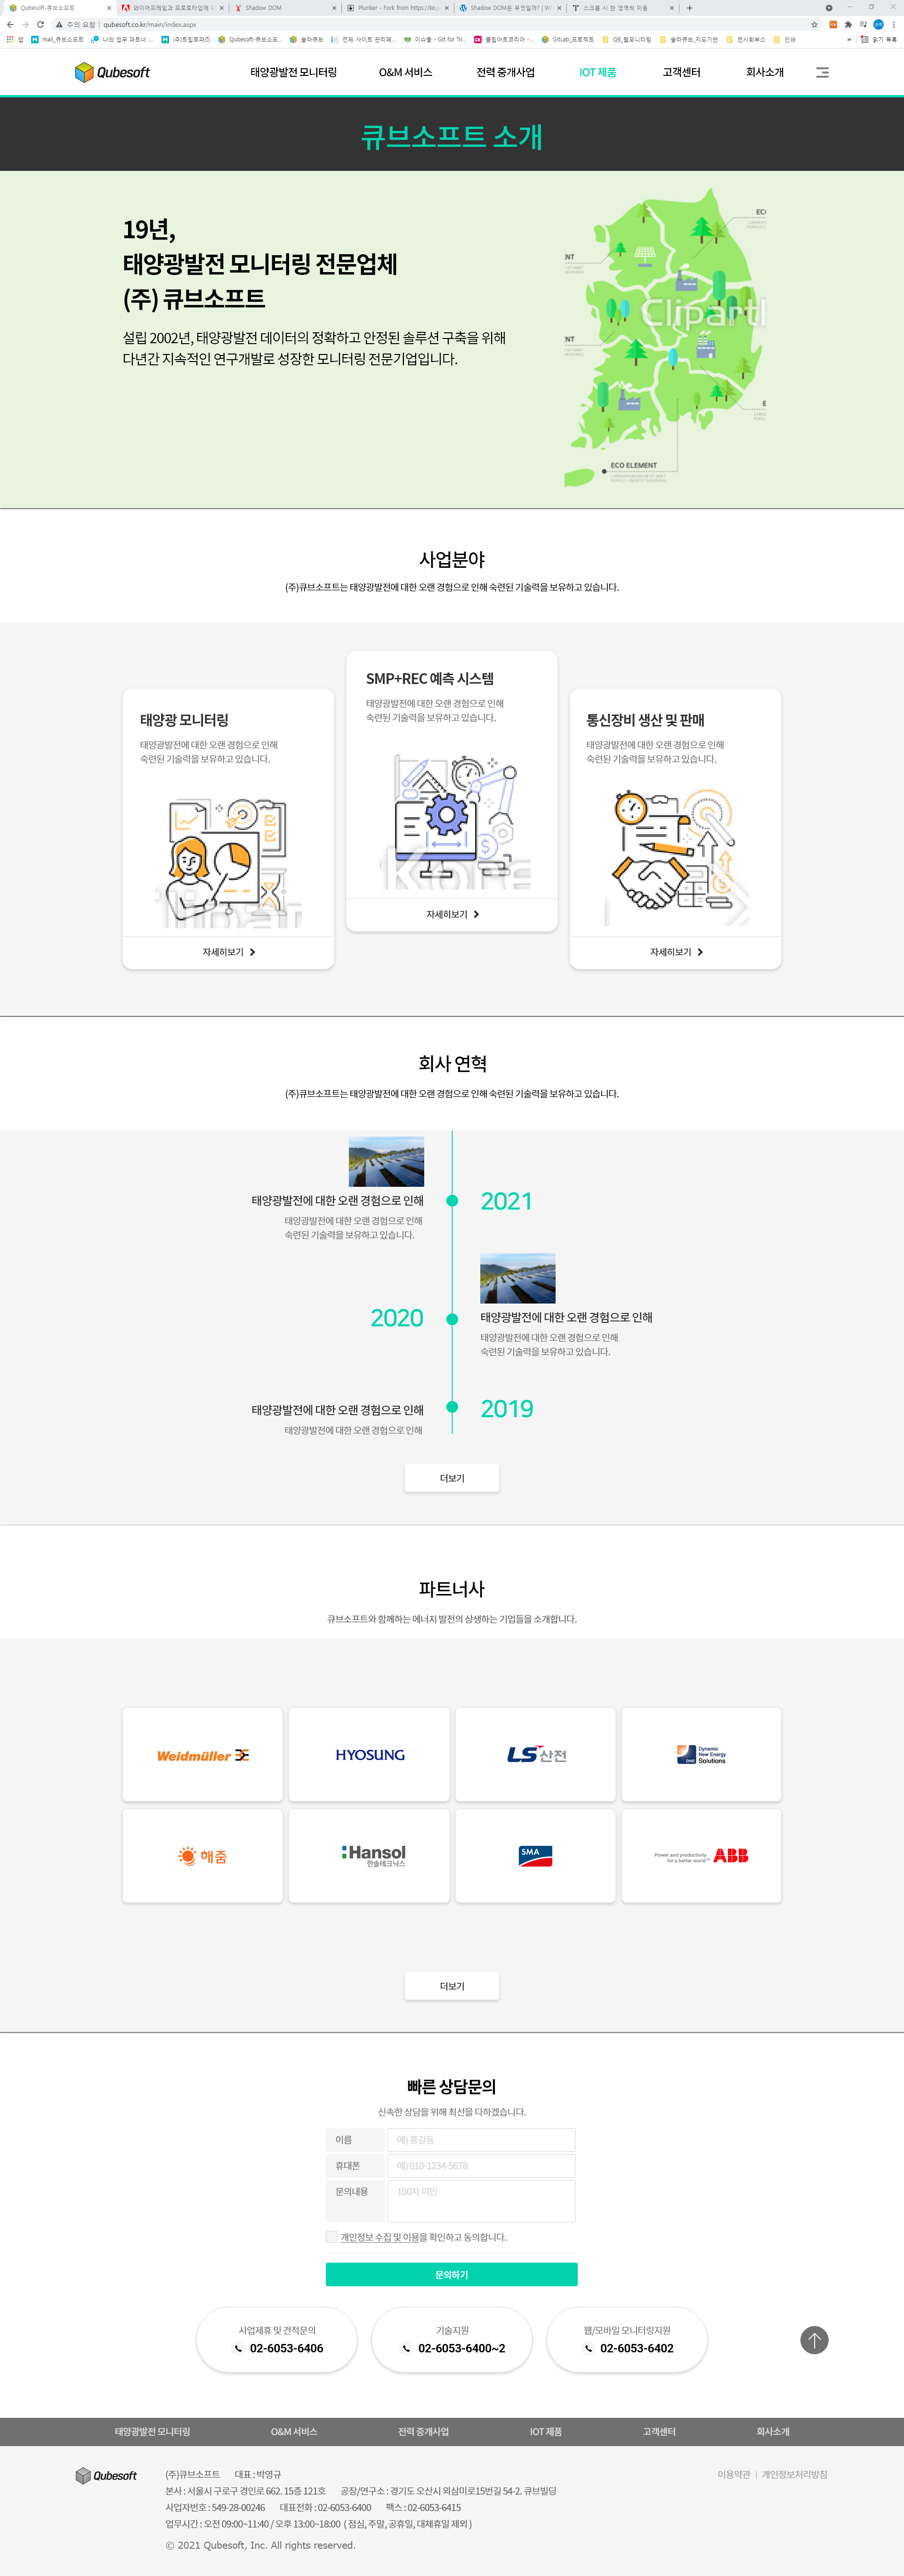 Qubesoft-큐브소프트
와이어프레임과 프로토타입에 대
Shadow DOM
Plunker - Fork from https://ko.j
Shadow DOM은 무엇일까? | WI
스크롤 시 한 영역씩 이동
주의 요함 | qubesoft.co.kr/main/index.aspx
앱
mail_큐브소프트
나의 업무 파트너 :...
(주)트립토파즈
Qubesoft-큐브소프...
솔라큐브
전체 사이트 관리페...
이슈들 - Git for Tri...
클립아트코리아 -...
GitLab_프로젝트
QB_웹모니터링
솔라큐브_지도기반
전시회부스
인쇄
»
읽기 목록
Qubesoft
태양광발전 모니터링
O&M 서비스
전력 중개사업
IOT 제품
고객센터
회사소개
큐브소프트 소개
19년,
태양광발전 모니터링 전문업체
(주) 큐브소프트
설립 2002년, 태양광발전 데이터의 정확하고 안정된 솔루션 구축을 위해
다년간 지속적인 연구개발로 성장한 모니터링 전문기업입니다.
ECO ELEMENT
사업분야
(주)큐브소프트는 태양광발전에 대한 오랜 경험으로 인해 숙련된 기술력을 보유하고 있습니다.
태양광 모니터링
태양광발전에 대한 오랜 경험으로 인해
숙련된 기술력을 보유하고 있습니다.
자세히보기
SMP+REC 예측 시스템
태양광발전에 대한 오랜 경험으로 인해
숙련된 기술력을 보유하고 있습니다.
자세히보기
통신장비 생산 및 판매
태양광발전에 대한 오랜 경험으로 인해
숙련된 기술력을 보유하고 있습니다.
자세히보기
회사 연혁
(주)큐브소프트는 태양광발전에 대한 오랜 경험으로 인해 숙련된 기술력을 보유하고 있습니다.
태양광발전에 대한 오랜 경험으로 인해
태양광발전에 대한 오랜 경험으로 인해
숙련된 기술력을 보유하고 있습니다.
2021
2020
태양광발전에 대한 오랜 경험으로 인해
태양광발전에 대한 오랜 경험으로 인해
숙련된 기술력을 보유하고 있습니다.
태양광발전에 대한 오랜 경험으로 인해
태양광발전에 대한 오랜 경험으로 인해
2019
더보기
파트너사
큐브소프트와 함께하는 에너지 발전의 상생하는 기업들을 소개합니다.
Weidmüller
HYOSUNG
LS산전
DNE Dynamic New Energy Solutions
해줌
Hansol 한솔테크닉스
SMA
Power and productivity for a better world™ ABB
더보기
빠른 상담문의
신속한 상담을 위해 최선을 다하겠습니다.
이름
예) 홍길동
휴대폰
예) 010-1234-5678
문의내용
100자 미만
개인정보 수집 및 이용을 확인하고 동의합니다.
문의하기
사업제휴 및 견적문의
02-6053-6406
기술지원
02-6053-6400~2
웹/모바일 모니터링지원
02-6053-6402
태양광발전 모니터링
O&M 서비스
전력 중개사업
IOT 제품
고객센터
회사소개
Qubesoft
(주)큐브소프트 대표 : 박영규
이용약관 | 개인정보처리방침
본사 : 서울시 구로구 경인로 662. 15층 121호 공장/연구소 : 경기도 오산시 외삼미로15번길 54-2. 큐브빌딩
사업자번호 : 549-28-00246 대표전화 : 02-6053-6400 팩스 : 02-6053-6415
업무시간 : 오전 09:00~11:40 / 오후 13:00~18:00 ( 점심, 주말, 공휴일, 대체휴일 제외 )
© 2021 Qubesoft, Inc. All rights reserved.